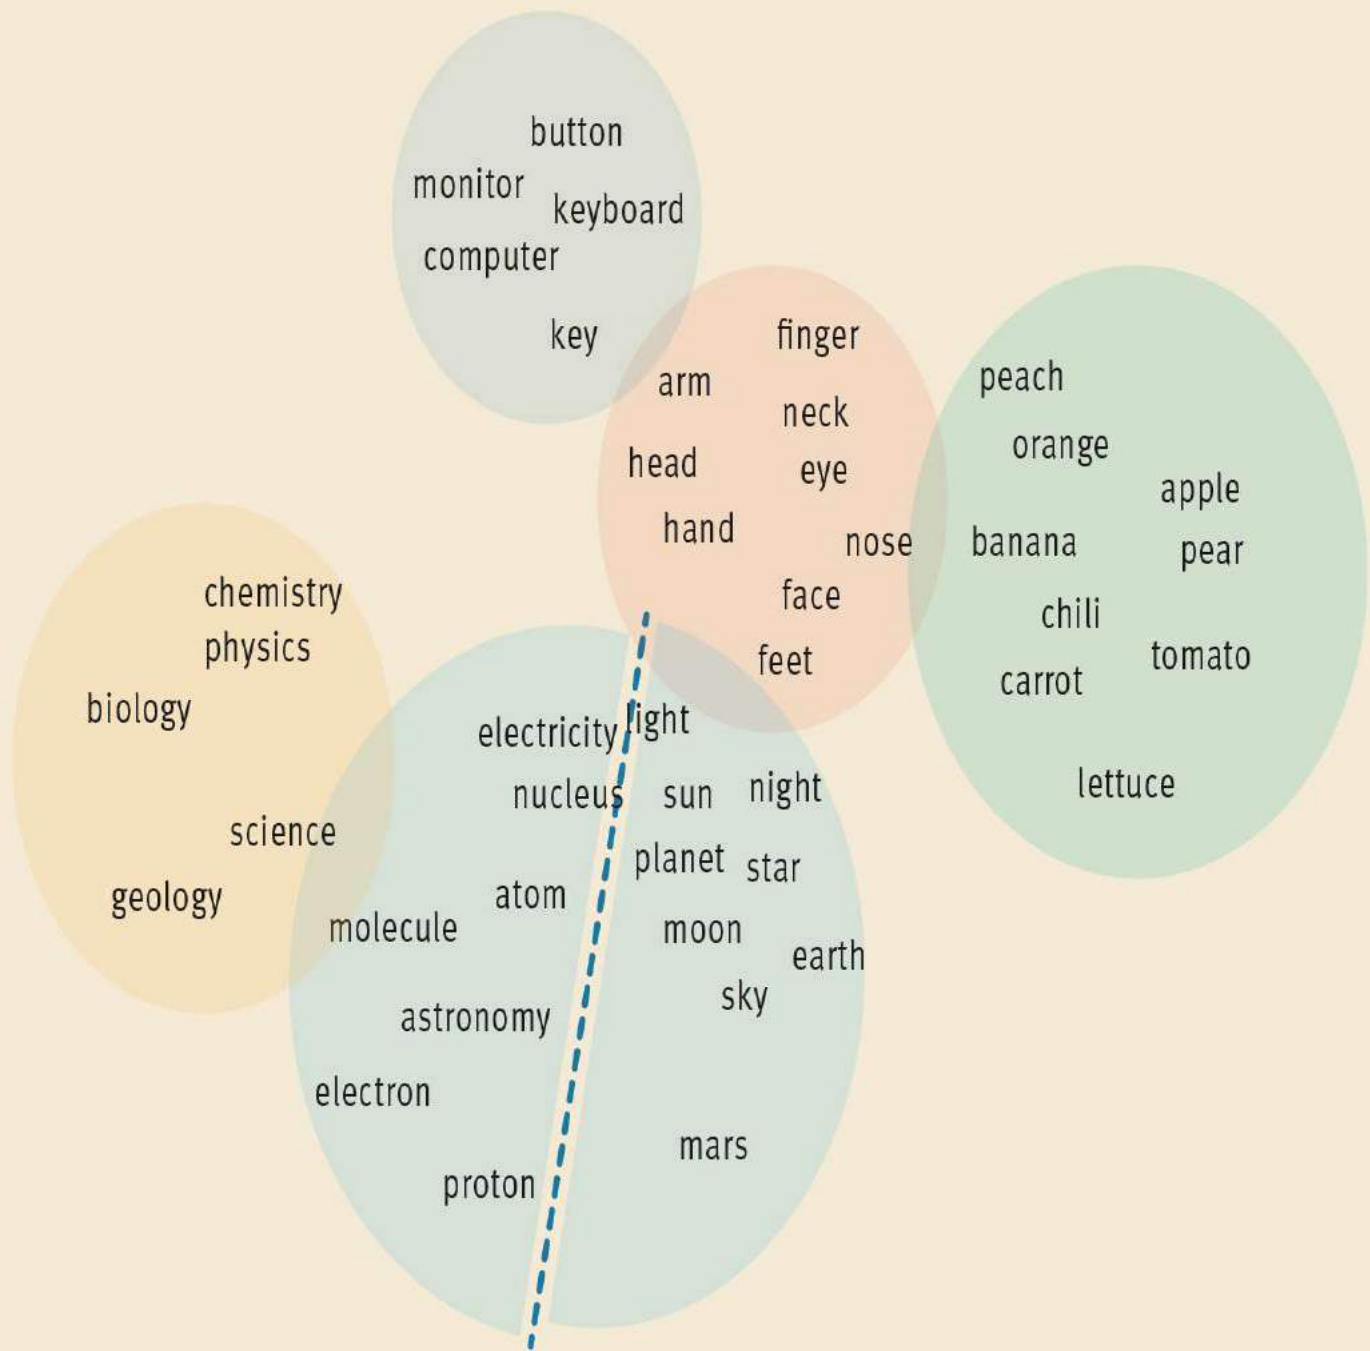 button
monitor
keyboard
computer
key
finger
arm
neck
head
eye
hand
nose
face
feet
peach
orange
apple
banana
pear
chili
tomato
carrot
lettuce
chemistry
physics
biology
science
geology
electricity
nucleus
atom
molecule
astronomy
electron
proton
light
sun
night
planet
star
moon
earth
sky
mars